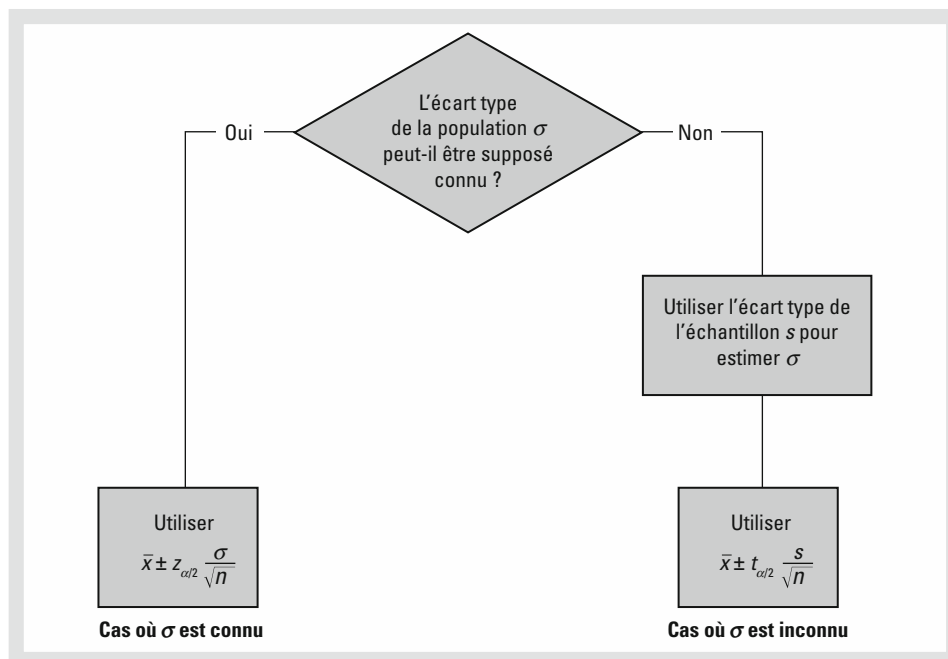 L'écart type
de la population σ
peut-il être supposé
connu ?
Oui
Non
Utiliser l'écart type de
l'échantillon s pour
estimer σ
Utiliser
x̄ ± z_{α/2} σ/√n
Cas où σ est connu
Utiliser
x̄ ± t_{α/2} s/√n
Cas où σ est inconnu